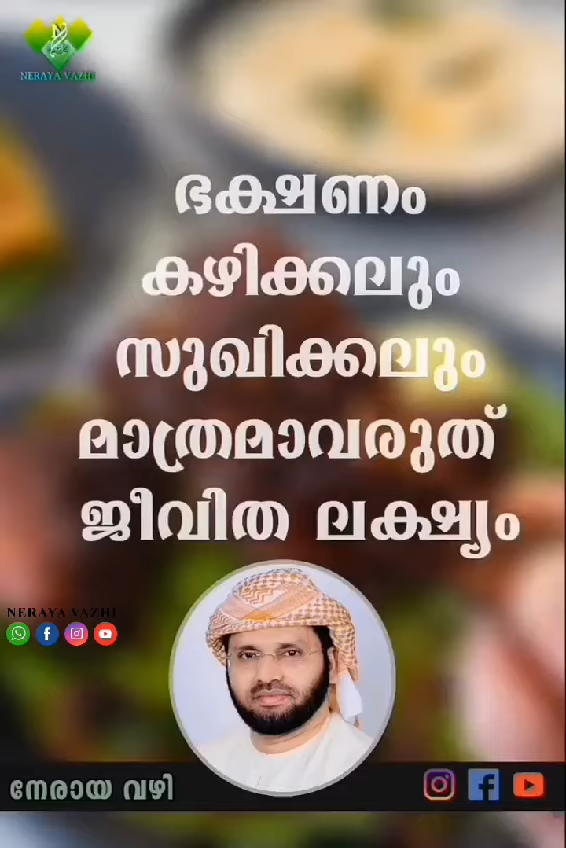 NERAYA VAZHI
ഭക്ഷണം
കഴിക്കലും
സുഖിക്കലും
മാത്രമാവരുത്
ജീവിത ലക്ഷ്യം
NERAYA VAZHI
നേരായ വഴി